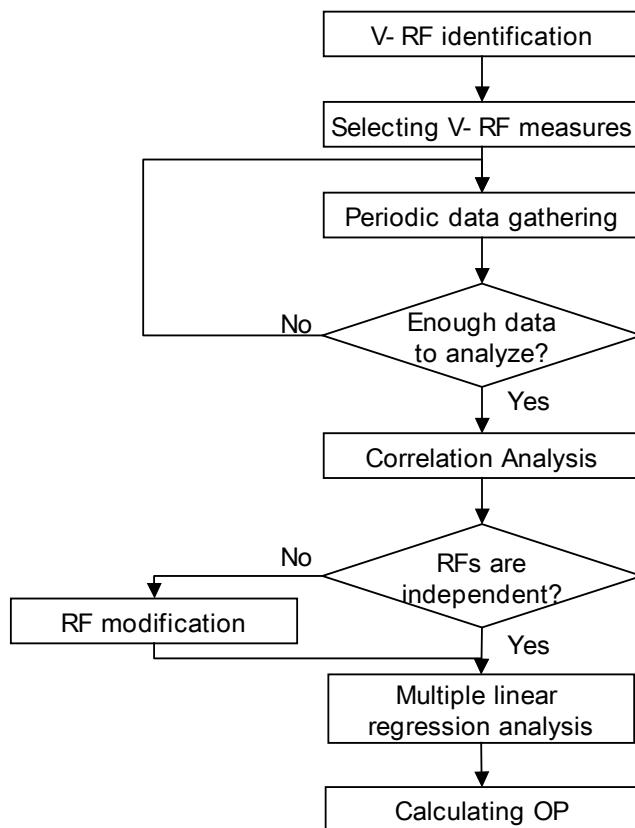 V- RF identification
Selecting V- RF measures
Periodic data gathering
Enough data
to analyze?
No
Yes
Correlation Analysis
RFs are
independent?
No
RF modification
Yes
Multiple linear
regression analysis
Calculating OP